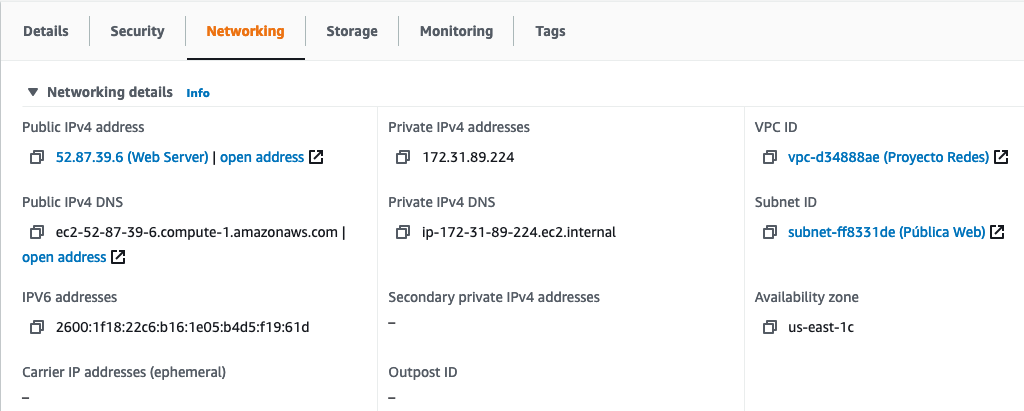 Details Security Networking Storage Monitoring Tags
Networking details Info
Public IPv4 address
52.87.39.6 (Web Server) | open address
Private IPv4 addresses
172.31.89.224
VPC ID
vpc-d34888ae (Proyecto Redes)
Public IPv4 DNS
ec2-52-87-39-6.compute-1.amazonaws.com |
open address
Private IPv4 DNS
ip-172-31-89-224.ec2.internal
Subnet ID
subnet-ff8331de (Pública Web)
IPV6 addresses
2600:1f18:22c6:b16:1e05:b4d5:f19:61d
Secondary private IPv4 addresses
–
Availability zone
us-east-1c
Carrier IP addresses (ephemeral)
–
Outpost ID
–